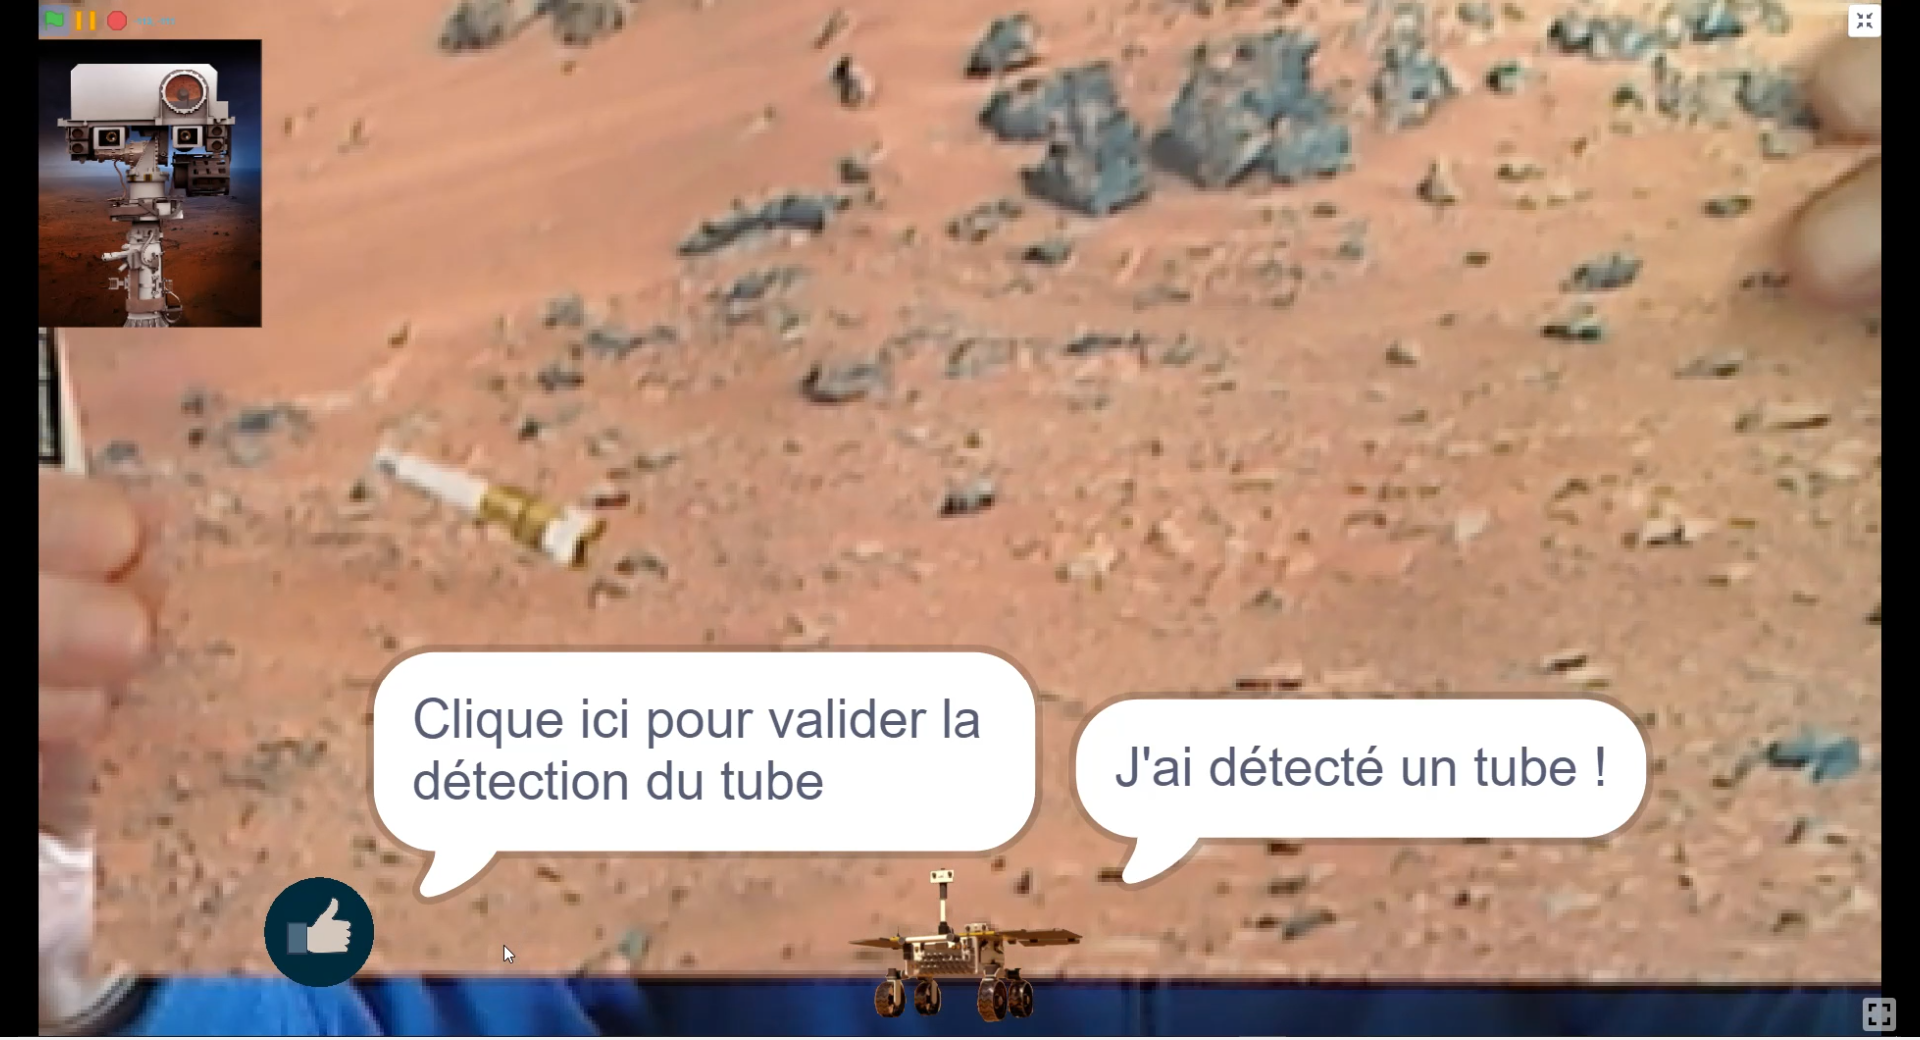 Clique ici pour valider la
détection du tube
J'ai détecté un tube !